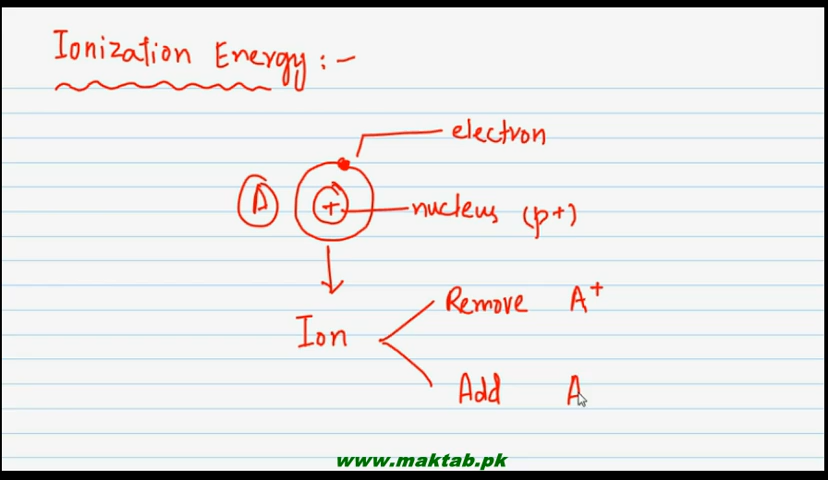 Ionization Energy :-
electron
A
+
nucleus (p+)
Ion
Remove A+
Add A
www.maktab.pk